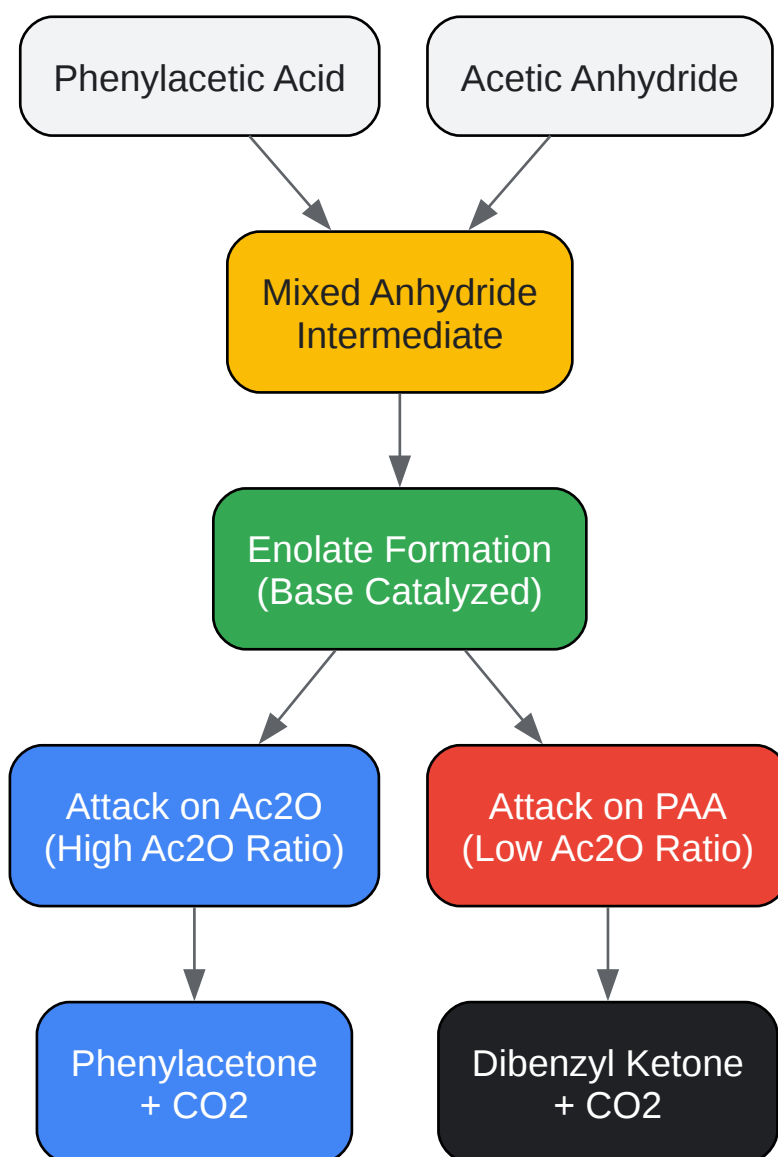 Phenylacetic Acid
Acetic Anhydride
Mixed Anhydride
Intermediate
Enolate Formation
(Base Catalyzed)
Attack on Ac2O
(High Ac2O Ratio)
Attack on PAA
(Low Ac2O Ratio)
Phenylacetone
+ CO2
Dibenzyl Ketone
+ CO2